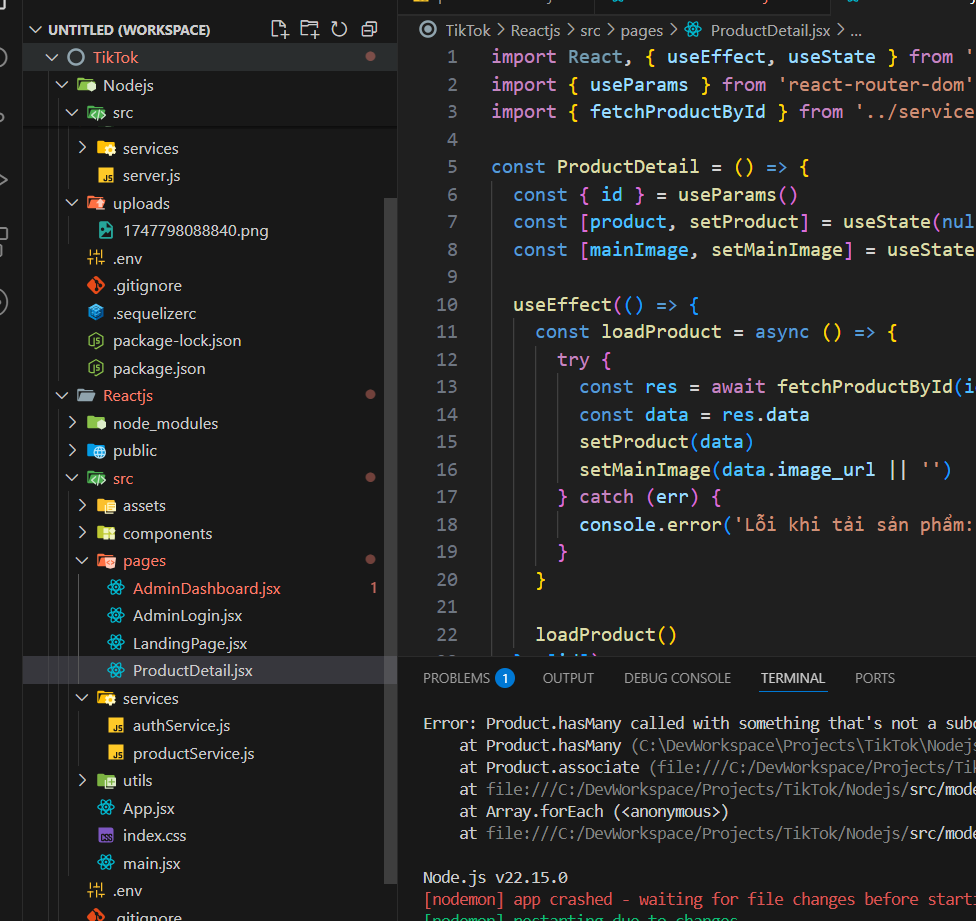 UNTITLED (WORKSPACE)
TikTok
Nodejs
src
services
server.js
uploads
1747798088840.png
.env
.gitignore
.sequelizerc
package-lock.json
package.json
Reactjs
node_modules
public
src
assets
components
pages
AdminDashboard.jsx 1
AdminLogin.jsx
LandingPage.jsx
ProductDetail.jsx
services
authService.js
productService.js
utils
App.jsx
index.css
main.jsx
.env
.gitignore
TikTok > Reactjs > src > pages > ProductDetail.jsx > ...
1 import React, { useEffect, useState } from '
2 import { useParams } from 'react-router-dom'
3 import { fetchProductById } from '../service
4
5 const ProductDetail = () => {
6 const { id } = useParams()
7 const [product, setProduct] = useState(nul
8 const [mainImage, setMainImage] = useState
9
10 useEffect(() => {
11 const loadProduct = async () => {
12 try {
13 const res = await fetchProductById(i
14 const data = res.data
15 setProduct(data)
16 setMainImage(data.image_url || '')
17 } catch (err) {
18 console.error('Lỗi khi tải sản phẩm:
19 }
20 }
21
22 loadProduct()
PROBLEMS 1 OUTPUT DEBUG CONSOLE TERMINAL PORTS
Error: Product.hasMany called with something that's not a sub
at Product.hasMany (C:\DevWorkspace\Projects\TikTok\Nodejs
at Product.associate (file:///C:/DevWorkspace/Projects/Tik
at file:///C:/DevWorkspace/Projects/TikTok/Nodejs/src/mode
at Array.forEach (<anonymous>)
at file:///C:/DevWorkspace/Projects/TikTok/Nodejs/src/mode
Node.js v22.15.0
[nodemon] app crashed - waiting for file changes before start
[nodemon] restarting due to changes